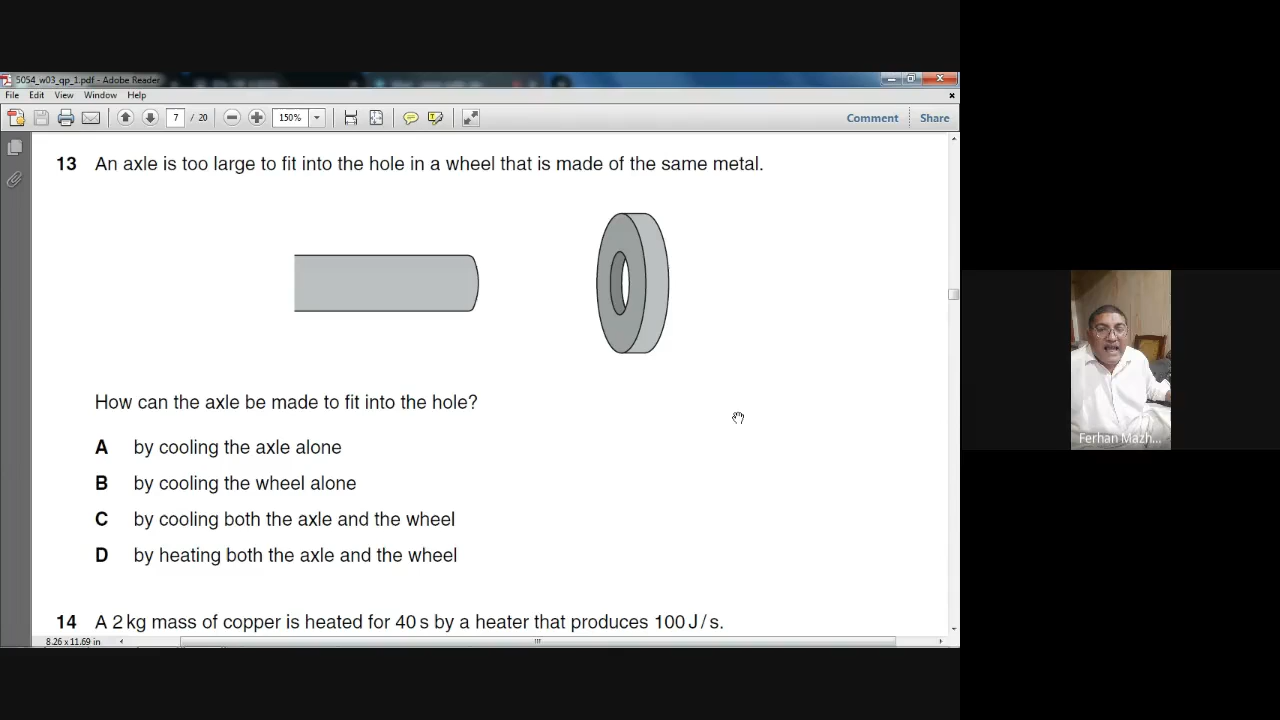 5054_w03_qp_1.pdf - Adobe Reader
File Edit View Window Help
7 / 20 150% Comment Share
13 An axle is too large to fit into the hole in a wheel that is made of the same metal.
How can the axle be made to fit into the hole?
A by cooling the axle alone
B by cooling the wheel alone
C by cooling both the axle and the wheel
D by heating both the axle and the wheel
14 A 2 kg mass of copper is heated for 40 s by a heater that produces 100 J / s.
8.26 x 11.69 in
Ferhan Mazh...